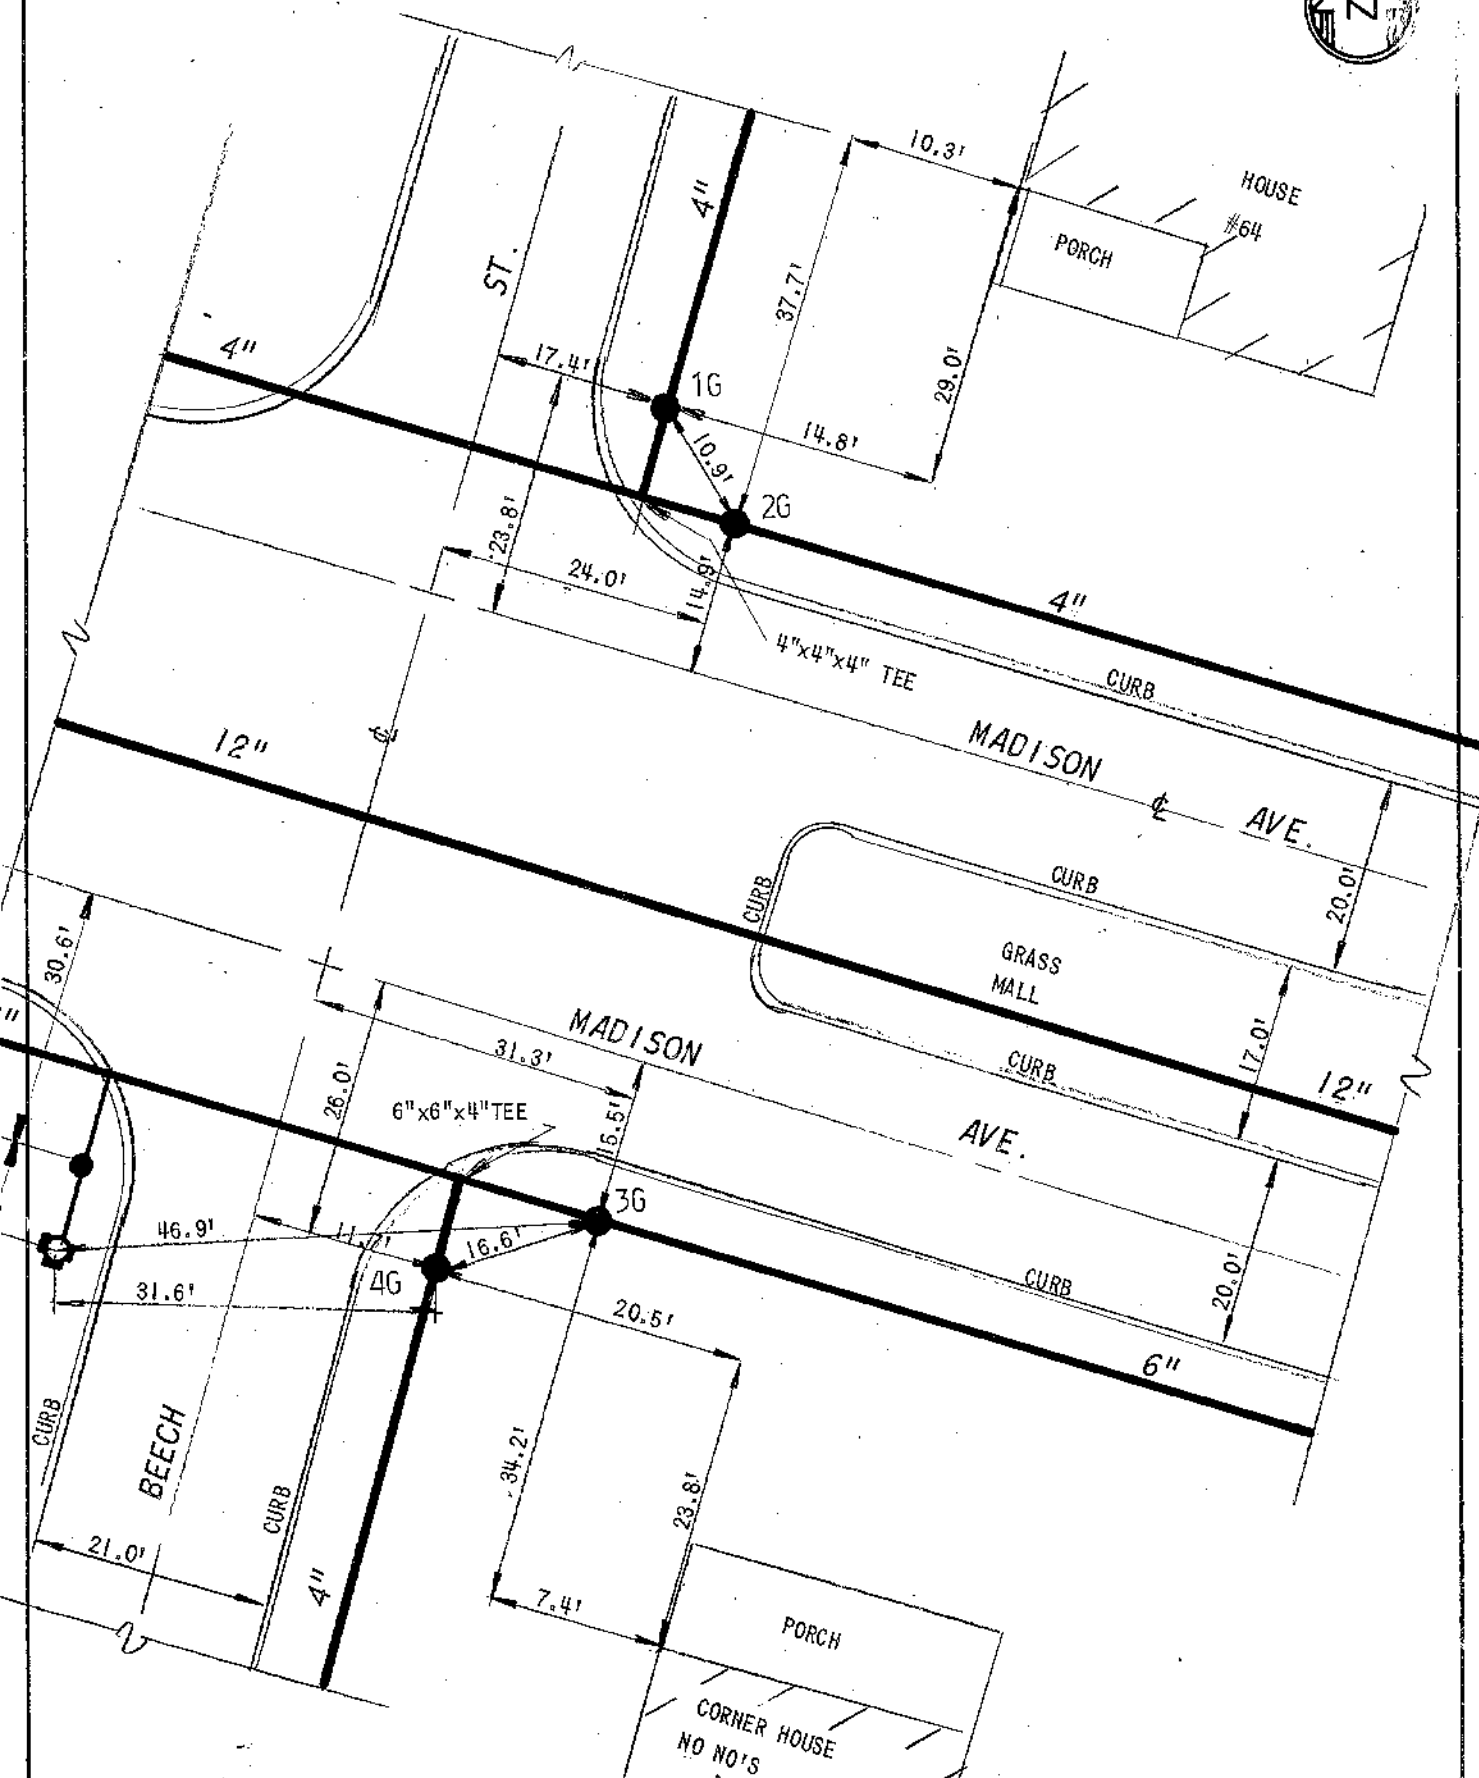 Z
10.3'
HOUSE
#64
PORCH
4"
ST.
37.7'
4"
17.4'
1G
29.0'
14.8'
10.9'
2G
23.8'
24.0'
14.9'
4"
4"x4"x4" TEE
CURB
MADISON
℄
AVE.
12"
℄
CURB
CURB
20.0'
GRASS
MALL
30.6'
"
MADISON
31.3'
17.0'
CURB
12"
26.0'
6"x6"x4"TEE
16.5'
AVE.
3G
46.9'
16.6'
4G
31.6'
CURB
20.0'
20.5'
6"
CURB
BEECH
34.2'
23.8'
CURB
21.0'
4"
7.4'
PORCH
CORNER HOUSE
NO NO'S